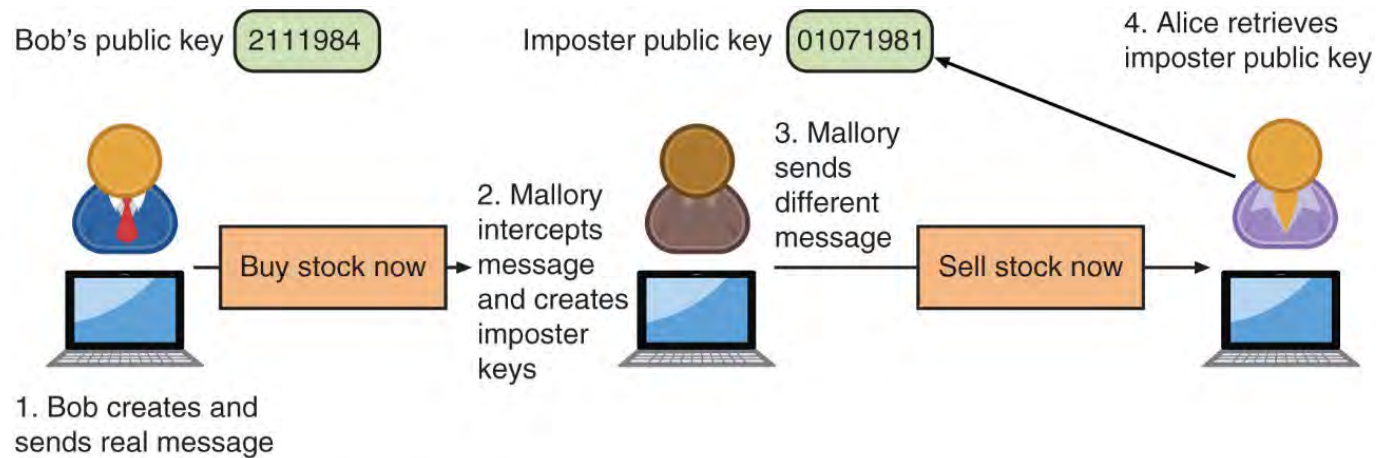 Bob's public key 2111984
Imposter public key 01071981
4. Alice retrieves
imposter public key
3. Mallory
sends
different
message
2. Mallory
intercepts
message
and creates
imposter
keys
Buy stock now
Sell stock now
1. Bob creates and
sends real message